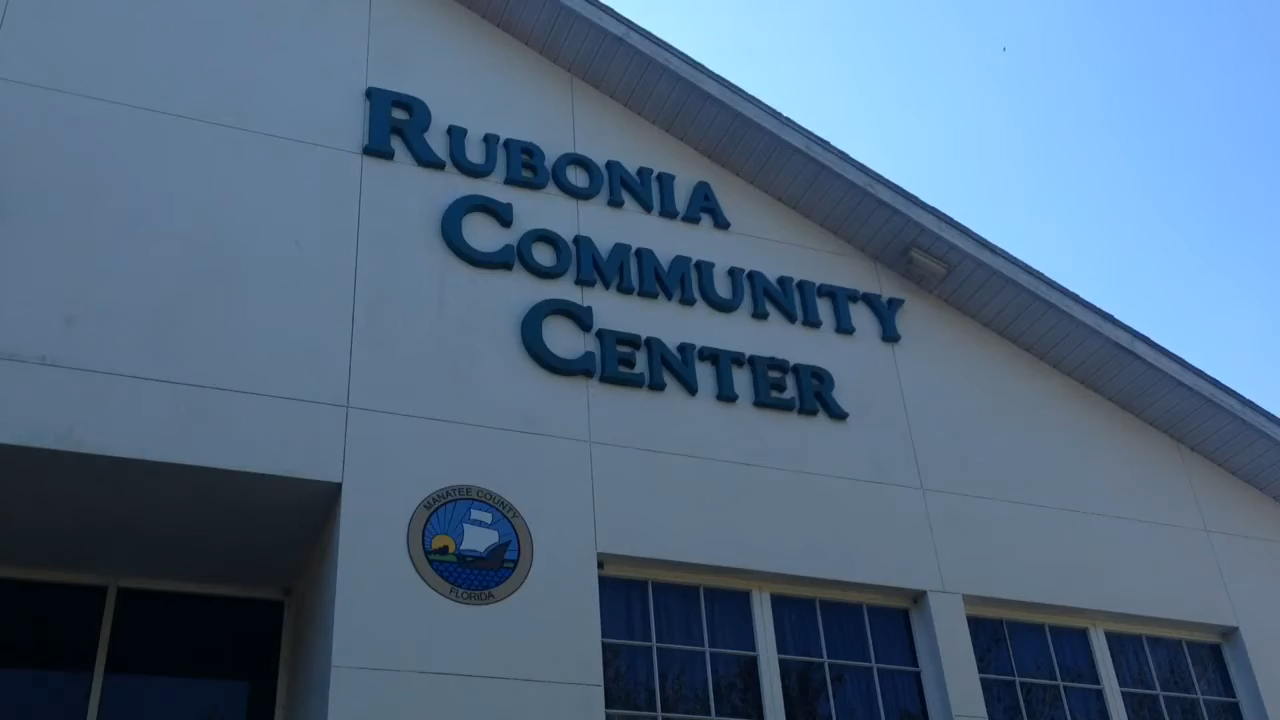 RUBONIA
COMMUNITY
CENTER
MANATEE COUNTY
FLORIDA